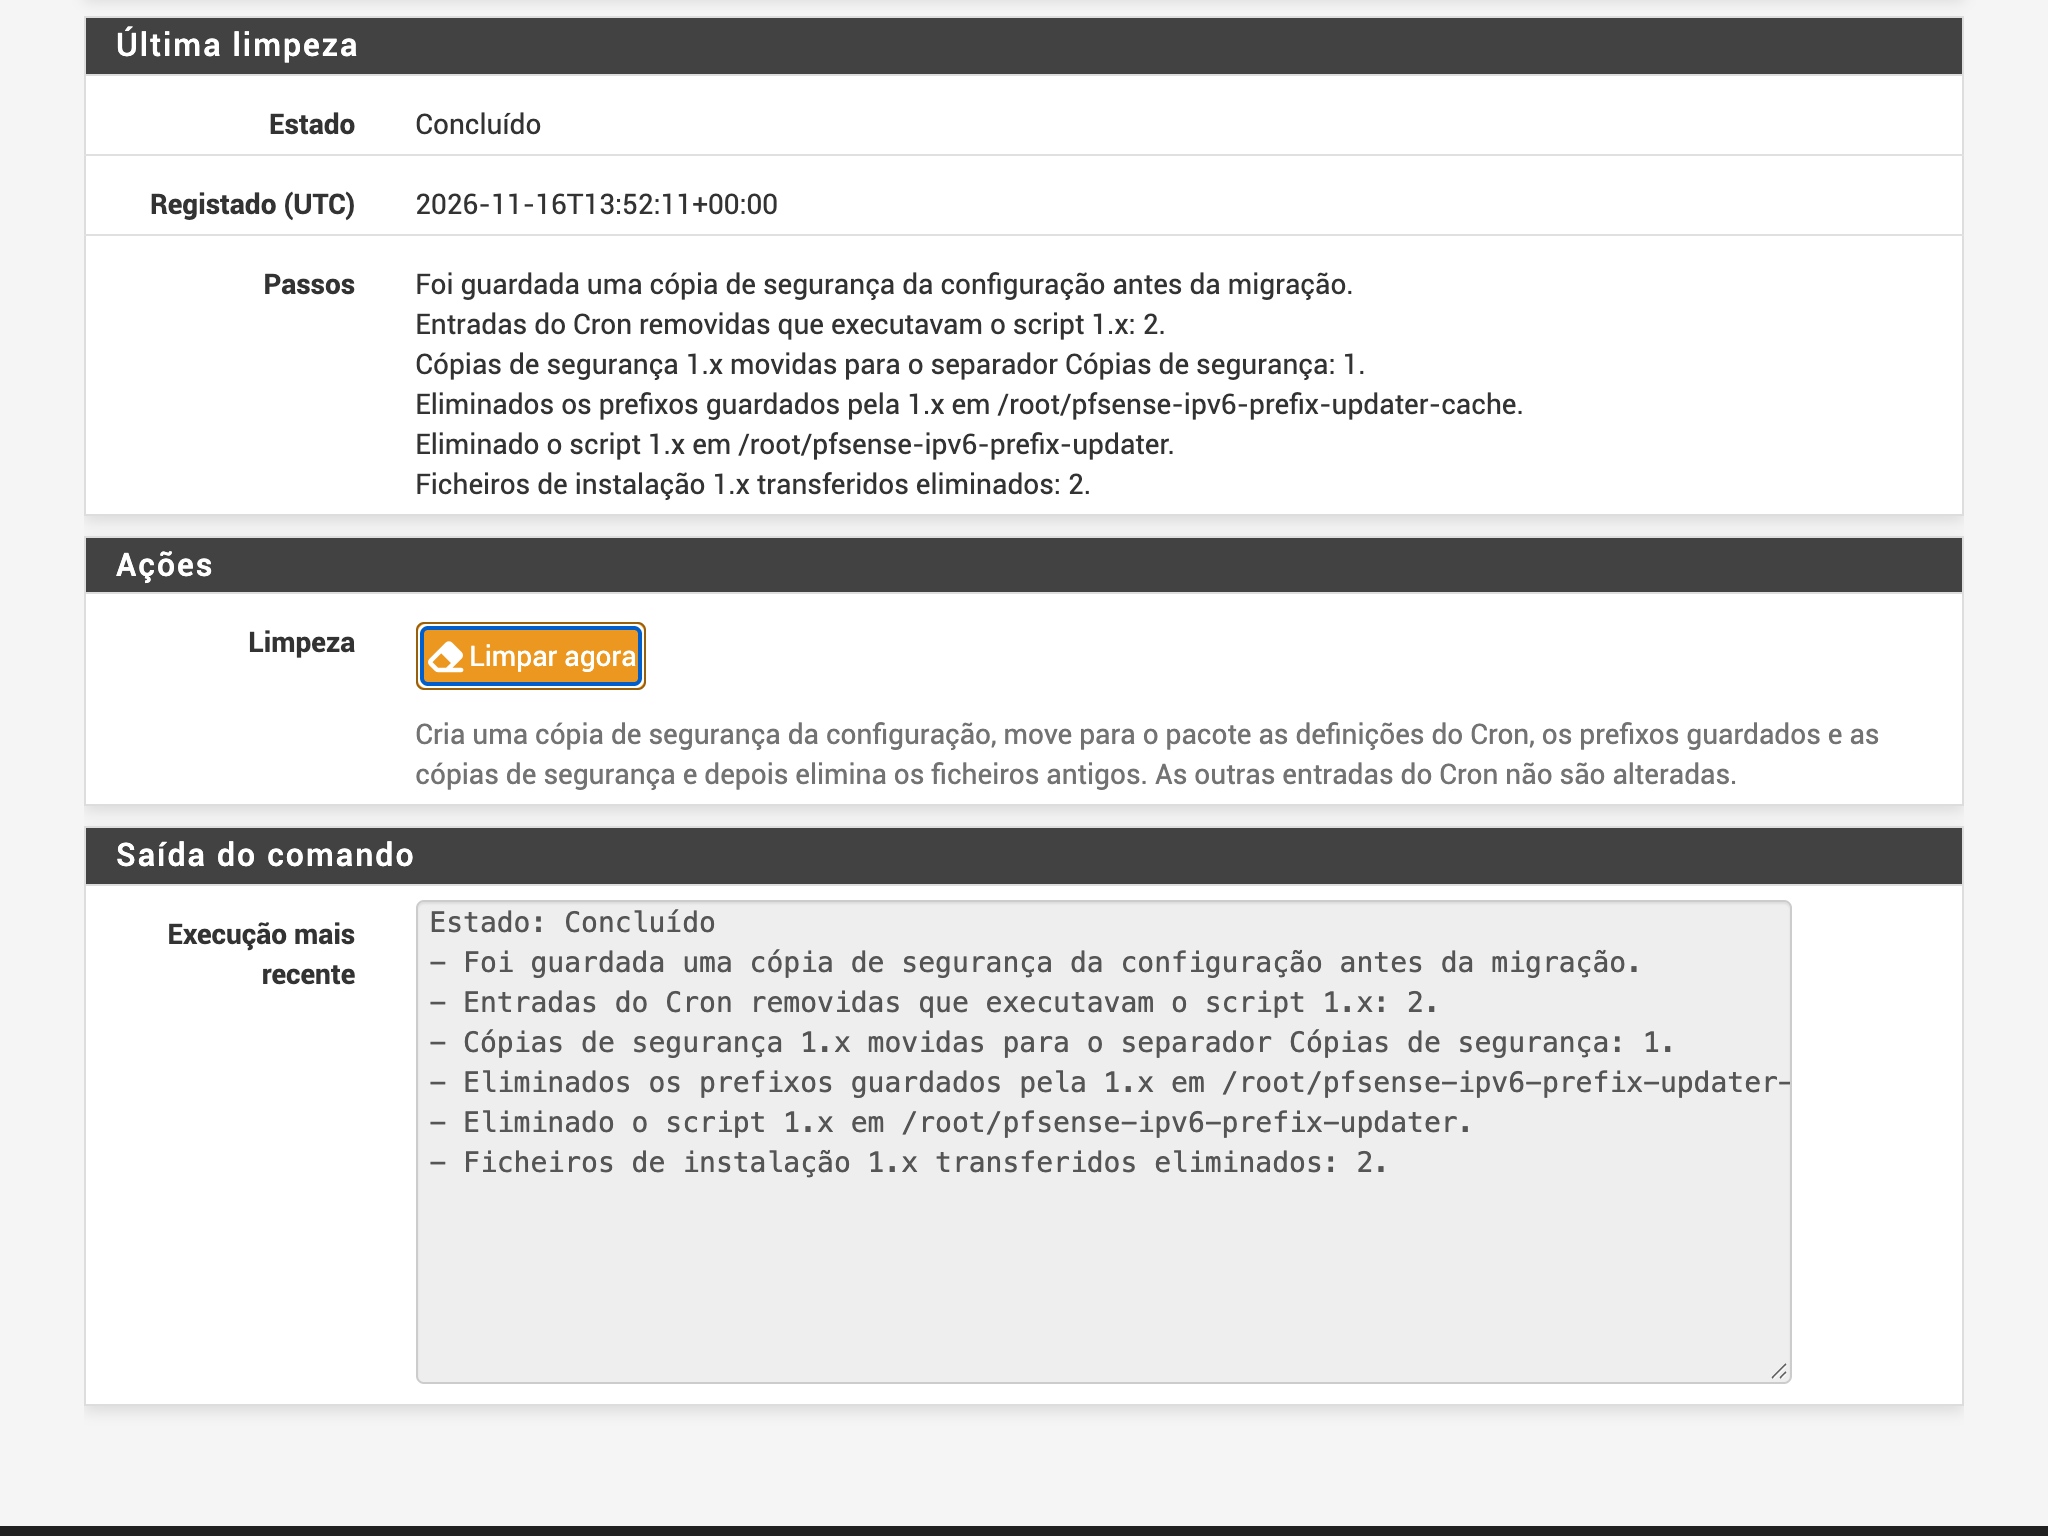 Última limpeza
Estado
Concluído
Registado (UTC)
2026-11-16T13:52:11+00:00
Passos
Foi guardada uma cópia de segurança da configuração antes da migração.
Entradas do Cron removidas que executavam o script 1.x: 2.
Cópias de segurança 1.x movidas para o separador Cópias de segurança: 1.
Eliminados os prefixos guardados pela 1.x em /root/pfsense-ipv6-prefix-updater-cache.
Eliminado o script 1.x em /root/pfsense-ipv6-prefix-updater.
Ficheiros de instalação 1.x transferidos eliminados: 2.
Ações
Limpeza
Limpar agora
Cria uma cópia de segurança da configuração, move para o pacote as definições do Cron, os prefixos guardados e as
cópias de segurança e depois elimina os ficheiros antigos. As outras entradas do Cron não são alteradas.
Saída do comando
Execução mais
recente
Estado: Concluído
- Foi guardada uma cópia de segurança da configuração antes da migração.
- Entradas do Cron removidas que executavam o script 1.x: 2.
- Cópias de segurança 1.x movidas para o separador Cópias de segurança: 1.
- Eliminados os prefixos guardados pela 1.x em /root/pfsense-ipv6-prefix-updater-
- Eliminado o script 1.x em /root/pfsense-ipv6-prefix-updater.
- Ficheiros de instalação 1.x transferidos eliminados: 2.